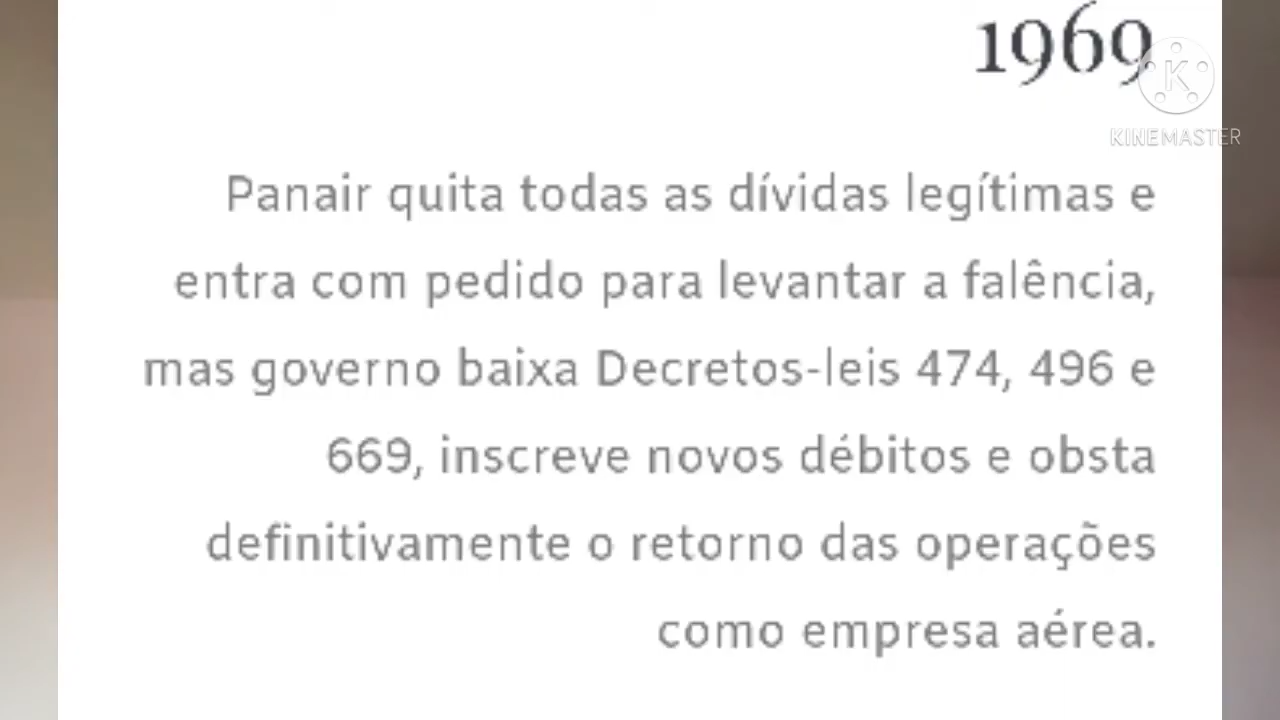 1969
K
KINEMASTER
Panair quita todas as dívidas legítimas e
entra com pedido para levantar a falência,
mas governo baixa Decretos-leis 474, 496 e
669, inscreve novos débitos e obsta
definitivamente o retorno das operações
como empresa aérea.